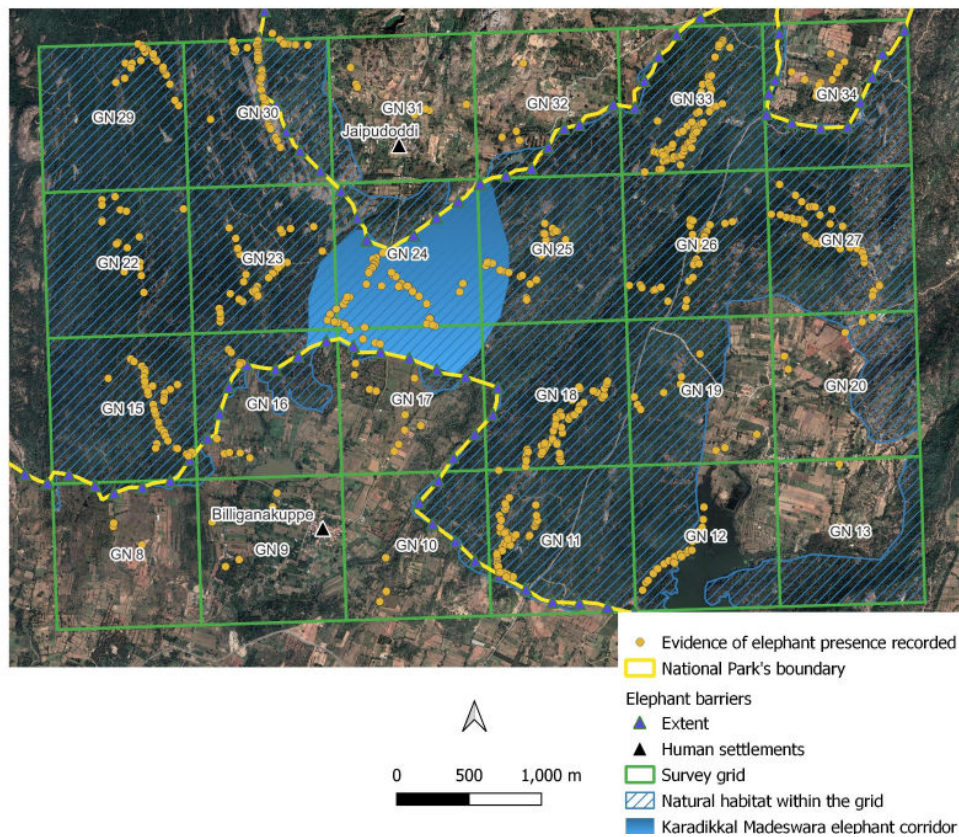 GN 29
GN 30
GN 31
GN 32
GN 33
GN 34
Jaipudoddi
GN 22
GN 23
GN 24
GN 25
GN 26
GN 27
GN 15
GN 16
GN 17
GN 18
GN 19
GN 20
Billiganakuppe
GN 8
GN 9
GN 10
GN 11
GN 12
GN 13
Evidence of elephant presence recorded
National Park's boundary
Elephant barriers
Extent
Human settlements
Survey grid
Natural habitat within the grid
Karadikkal Madeswara elephant corridor
0 500 1,000 m